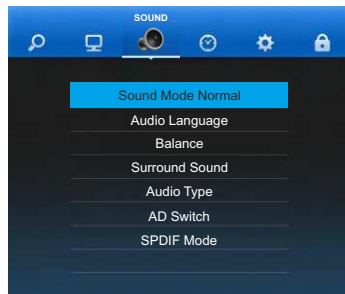 SOUND
Sound Mode Normal
Audio Language
Balance
Surround Sound
Audio Type
AD Switch
SPDIF Mode